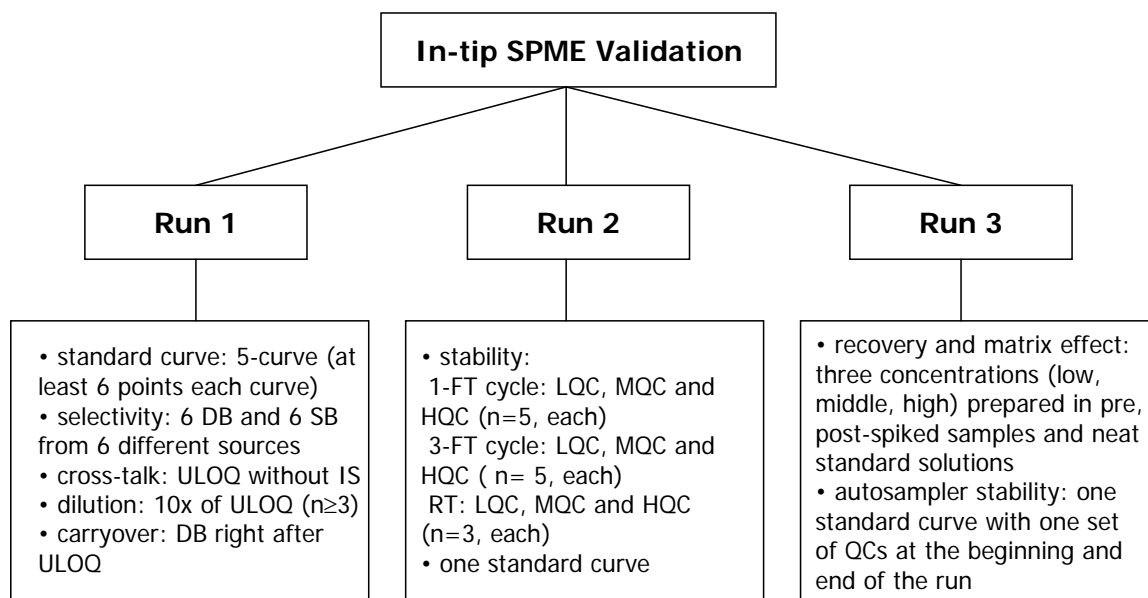 In-tip SPME Validation
Run 1
Run 2
Run 3
• standard curve: 5-curve (at
least 6 points each curve)
• selectivity: 6 DB and 6 SB
from 6 different sources
• cross-talk: ULOQ without IS
• dilution: 10x of ULOQ (n≥3)
• carryover: DB right after
ULOQ
• stability:
1-FT cycle: LQC, MQC and
HQC (n=5, each)
3-FT cycle: LQC, MQC and
HQC ( n= 5, each)
RT: LQC, MQC and HQC
(n=3, each)
• one standard curve
• recovery and matrix effect:
three concentrations (low,
middle, high) prepared in pre,
post-spiked samples and neat
standard solutions
• autosampler stability: one
standard curve with one set
of QCs at the beginning and
end of the run